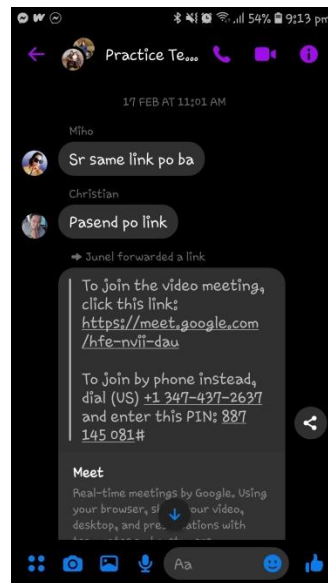 54% 9:13 pm
Practice Te...
17 FEB AT 11:01 AM
Miho
Sr same link po ba
Christian
Pasend po link
Junel forwarded a link
To join the video meeting,
click this link:
https://meet.google.com
/hfe-nvii-dau
To join by phone instead,
dial (US) +1 347-437-2637
and enter this PIN: 887
145 081#
Meet
Real-time meetings by Google. Using
your browser, share your video,
desktop, and presentations with
Aa